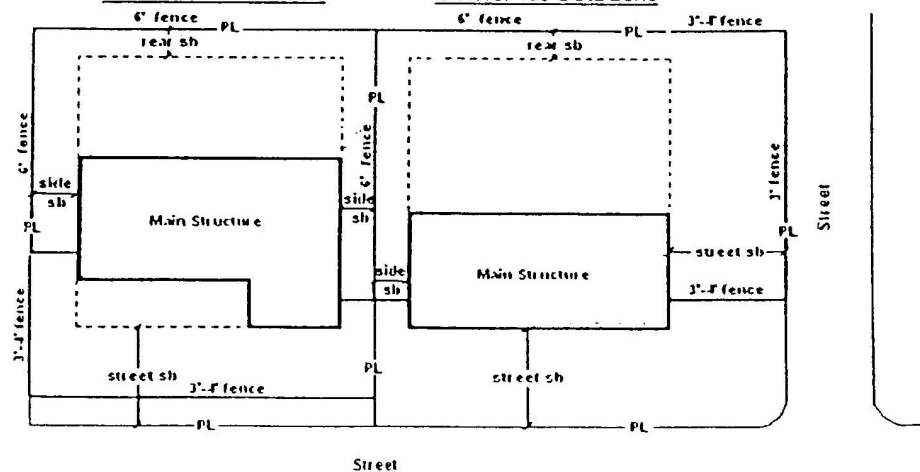 6' fence
PL
6' fence
PL
3'-4' fence
rear sb
rear sb
PL
6' fence
6' fence
3' fence
side
sb
side
sb
Main Structure
Street
PL
PL
street sb
side
sb
Main Structure
3'-4' fence
3'-4' fence
street sb
PL
street sb
3'-4' fence
PL
PL
Street